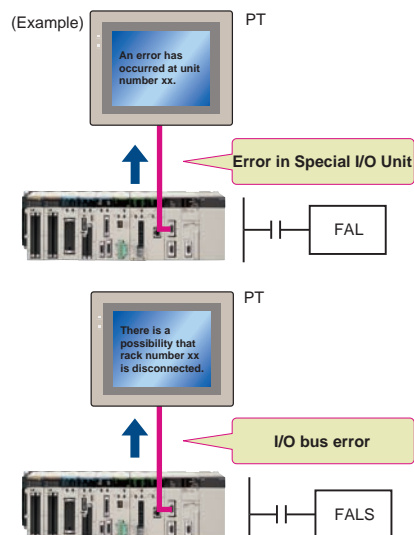 (Example)
PT
An error has
occurred at unit
number xx.
Error in Special I/O Unit
FAL
PT
There is a
possibility that
rack number xx
is disconnected.
I/O bus error
FALS